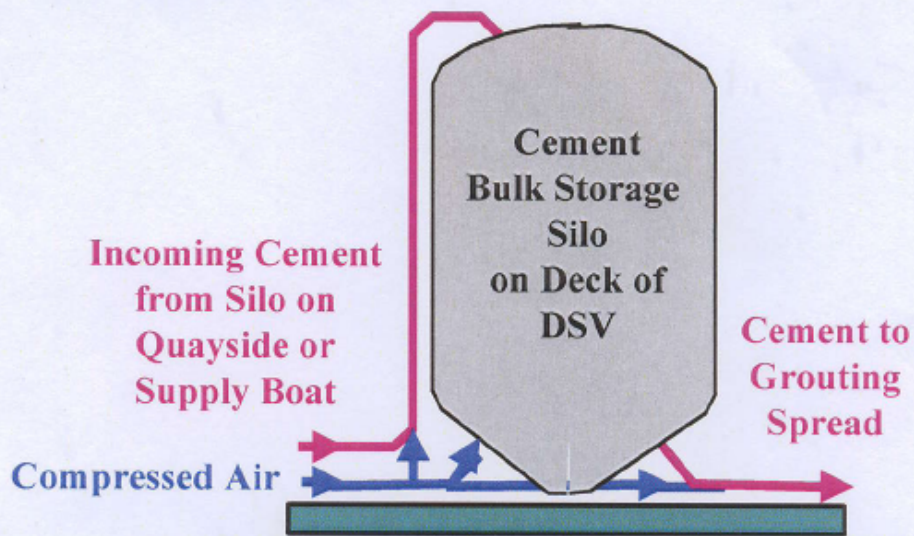 Cement
Bulk Storage
Silo
on Deck of
DSV
Incoming Cement
from Silo on
Quayside or
Supply Boat
Cement to
Grouting
Spread
Compressed Air